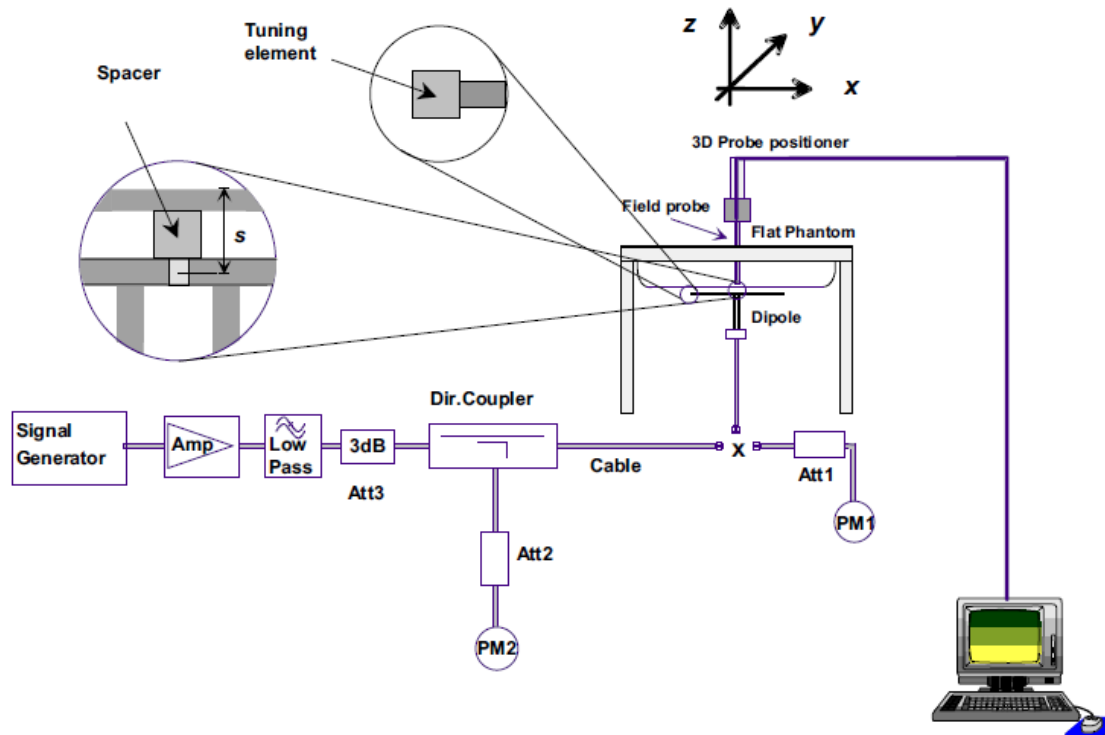 Tuning
element
Spacer
z
y
x
3D Probe positioner
Field probe
Flat Phantom
s
Dipole
Dir.Coupler
Signal
Generator
Amp
Low
Pass
3dB
Att3
Cable
X
Att1
PM1
Att2
PM2